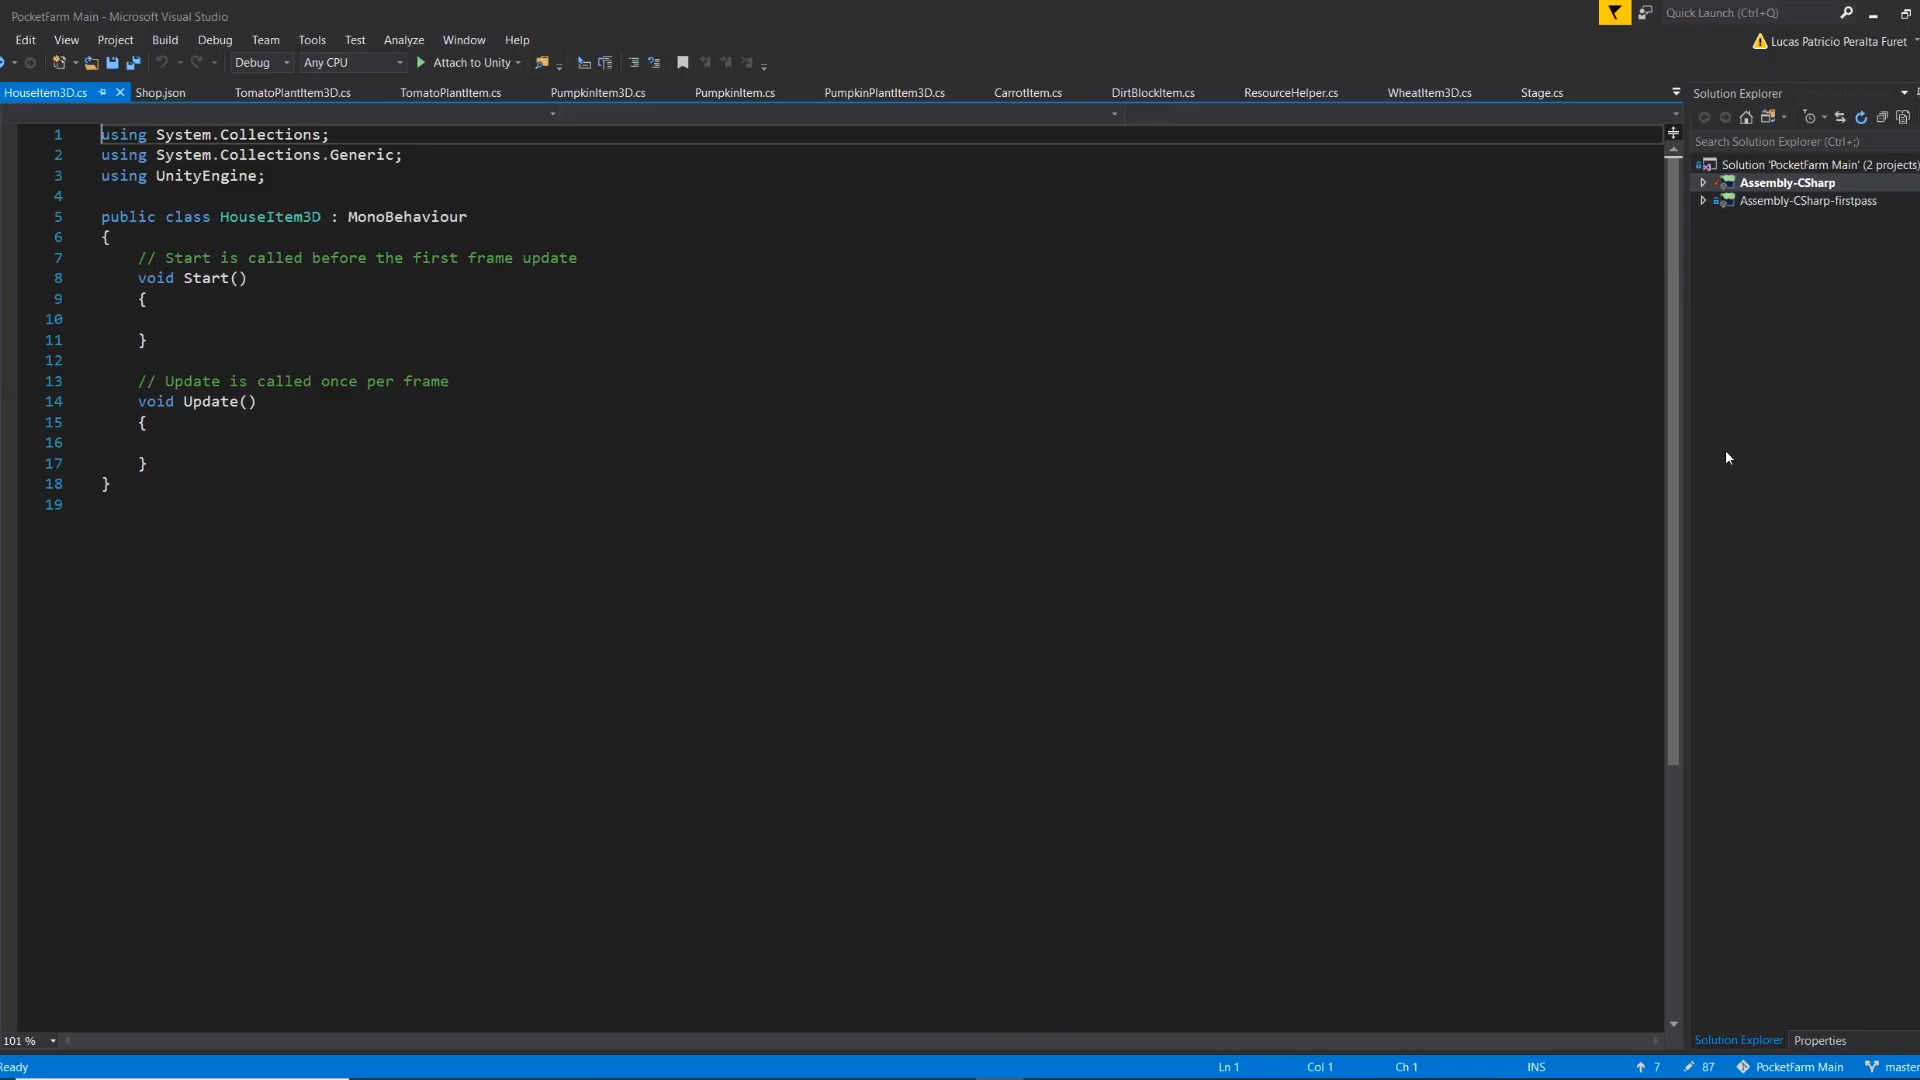 PocketFarm Main - Microsoft Visual Studio
Quick Launch (Ctrl+Q)
Edit View Project Build Debug Team Tools Test Analyze Window Help
Lucas Patricio Peralta Furet
Debug Any CPU Attach to Unity
HouseItem3D.cs Shop.json TomatoPlantItem3D.cs TomatoPlantItem.cs PumpkinItem3D.cs PumpkinItem.cs PumpkinPlantItem3D.cs CarrotItem.cs DirtBlockItem.cs ResourceHelper.cs WheatItem3D.cs Stage.cs
Solution Explorer
Search Solution Explorer (Ctrl+;)
Solution 'PocketFarm Main' (2 projects)
Assembly-CSharp
Assembly-CSharp-firstpass
1 using System.Collections;
2 using System.Collections.Generic;
3 using UnityEngine;
4
5 public class HouseItem3D : MonoBehaviour
6 {
7 // Start is called before the first frame update
8 void Start()
9 {
10
11 }
12
13 // Update is called once per frame
14 void Update()
15 {
16
17 }
18 }
19
101 %
Solution Explorer Properties
Ready Ln 1 Col 1 Ch 1 INS 7 87 PocketFarm Main master